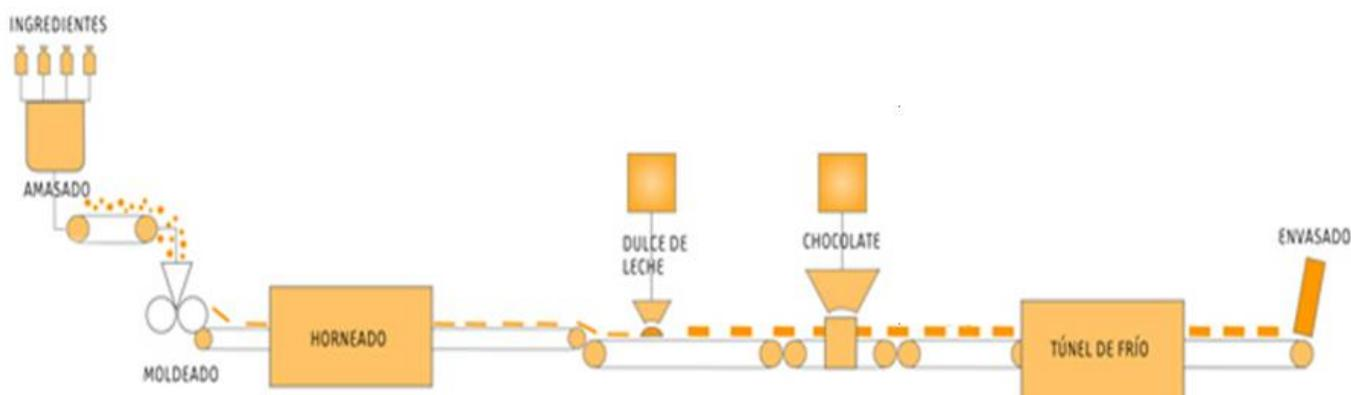 INGREDIENTES
AMASADO
MOLDEADO
HORNEADO
DULCE DE
LECHE
CHOCOLATE
TÚNEL DE FRÍO
ENVASADO